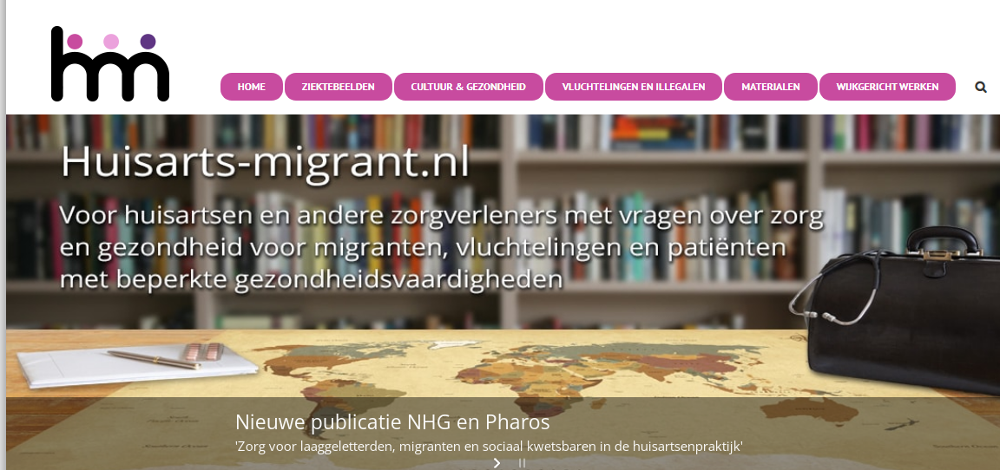 hm
HOME
ZIEKTEBEELDEN
CULTUUR & GEZONDHEID
VLUCHTELINGEN EN ILLEGALEN
MATERIALEN
WIJKGERICHT WERKEN
Huisarts-migrant.nl
Voor huisartsen en andere zorgverleners met vragen over zorg
en gezondheid voor migranten, vluchtelingen en patiënten
met beperkte gezondheidsvaardigheden
Nieuwe publicatie NHG en Pharos
'Zorg voor laaggeletterden, migranten en sociaal kwetsbaren in de huisartsenpraktijk'